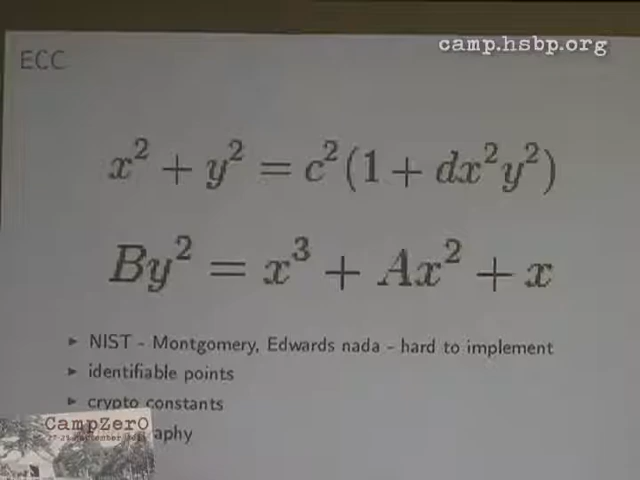 camp.hsbp.org
ECC
x² + y² = c²(1 + dx²y²)
By² = x³ + Ax² + x
▸ NIST - Montgomery, Edwards nada - hard to implement
▸ identifiable points
▸ crypto constants
CampZer0
aphy